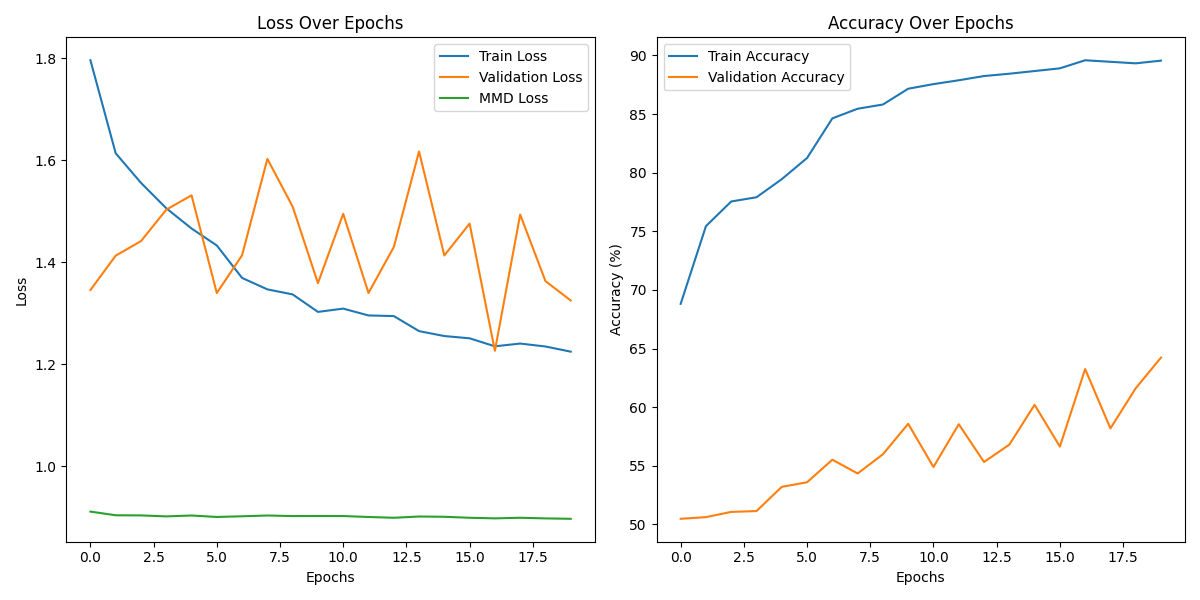 Loss Over Epochs
Train Loss
Validation Loss
MMD Loss
1.8
1.6
1.4
1.2
1.0
Loss
0.0 2.5 5.0 7.5 10.0 12.5 15.0 17.5
Epochs
Accuracy Over Epochs
Train Accuracy
Validation Accuracy
90
85
80
75
70
65
60
55
50
Accuracy (%)
0.0 2.5 5.0 7.5 10.0 12.5 15.0 17.5
Epochs